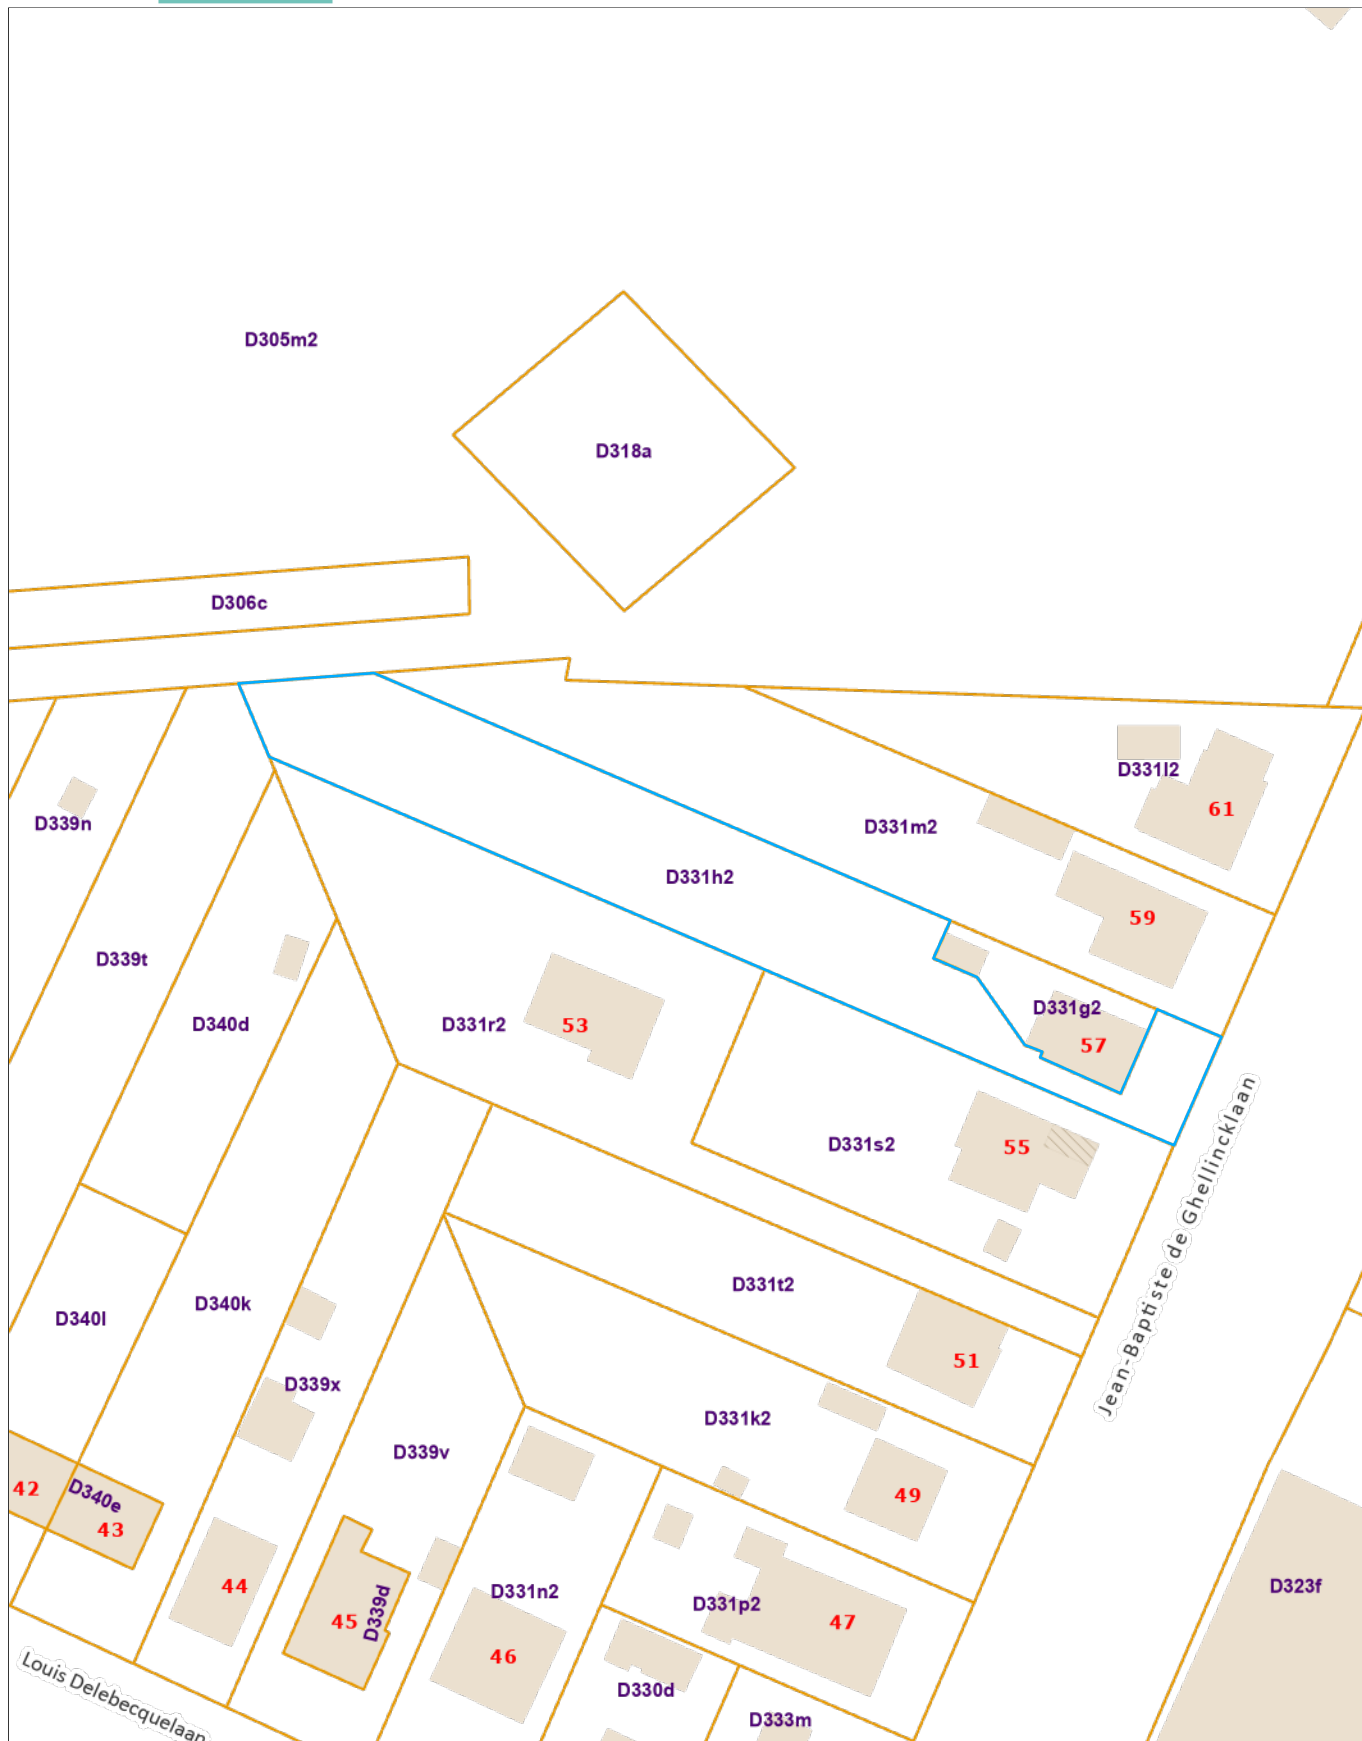 D305m2
D318a
D306c
D331l2
61
D339n
D331m2
D331h2
59
D339t
D331g2
D340d
D331r2
53
57
D331s2
55
Jean-Baptiste de Ghellincklaan
D331t2
D340k
D340l
51
D339x
D331k2
D339v
42
D340e
43
49
44
D331n2
D323f
45
D339d
D331p2
47
46
Louis Delebecquelaan
D330d
D333m